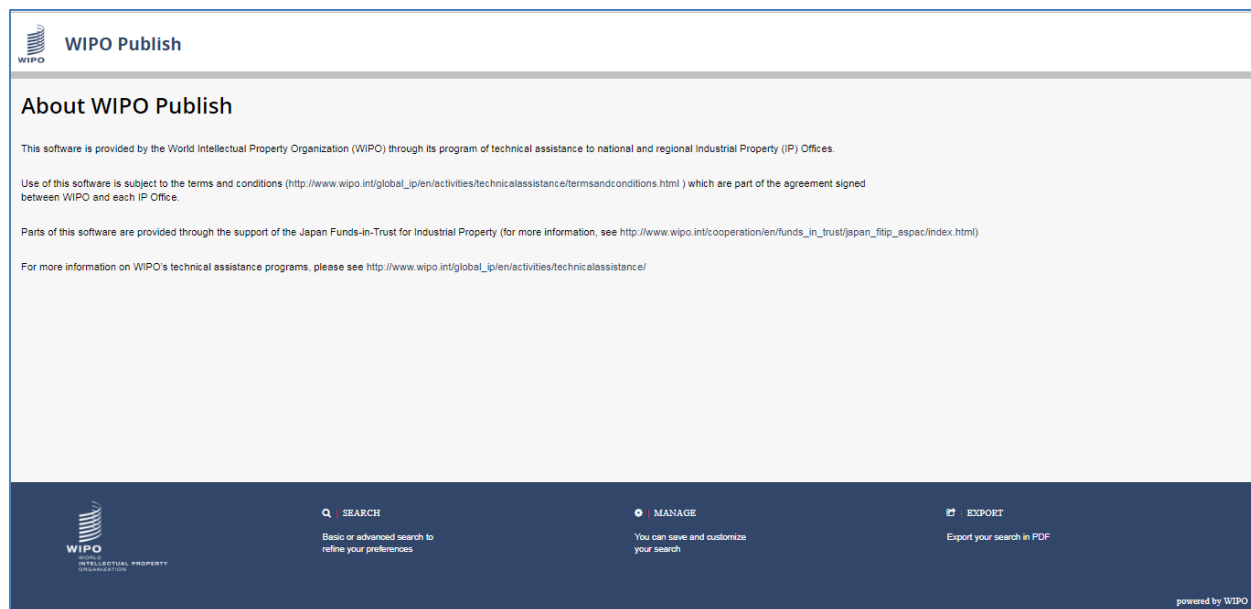 WIPO
WIPO Publish
About WIPO Publish
This software is provided by the World Intellectual Property Organization (WIPO) through its program of technical assistance to national and regional Industrial Property (IP) Offices.
Use of this software is subject to the terms and conditions (http://www.wipo.int/global_ip/en/activities/technicalassistance/termsandconditions.html ) which are part of the agreement signed
between WIPO and each IP Office.
Parts of this software are provided through the support of the Japan Funds-in-Trust for Industrial Property (for more information, see http://www.wipo.int/cooperation/en/funds_in_trust/japan_fitip_aspac/index.html)
For more information on WIPO's technical assistance programs, please see http://www.wipo.int/global_ip/en/activities/technicalassistance/
WIPO
WORLD
INTELLECTUAL PROPERTY
ORGANIZATION
| SEARCH
Basic or advanced search to
refine your preferences
| MANAGE
You can save and customize
your search
| EXPORT
Export your search in PDF
powered by WIPO